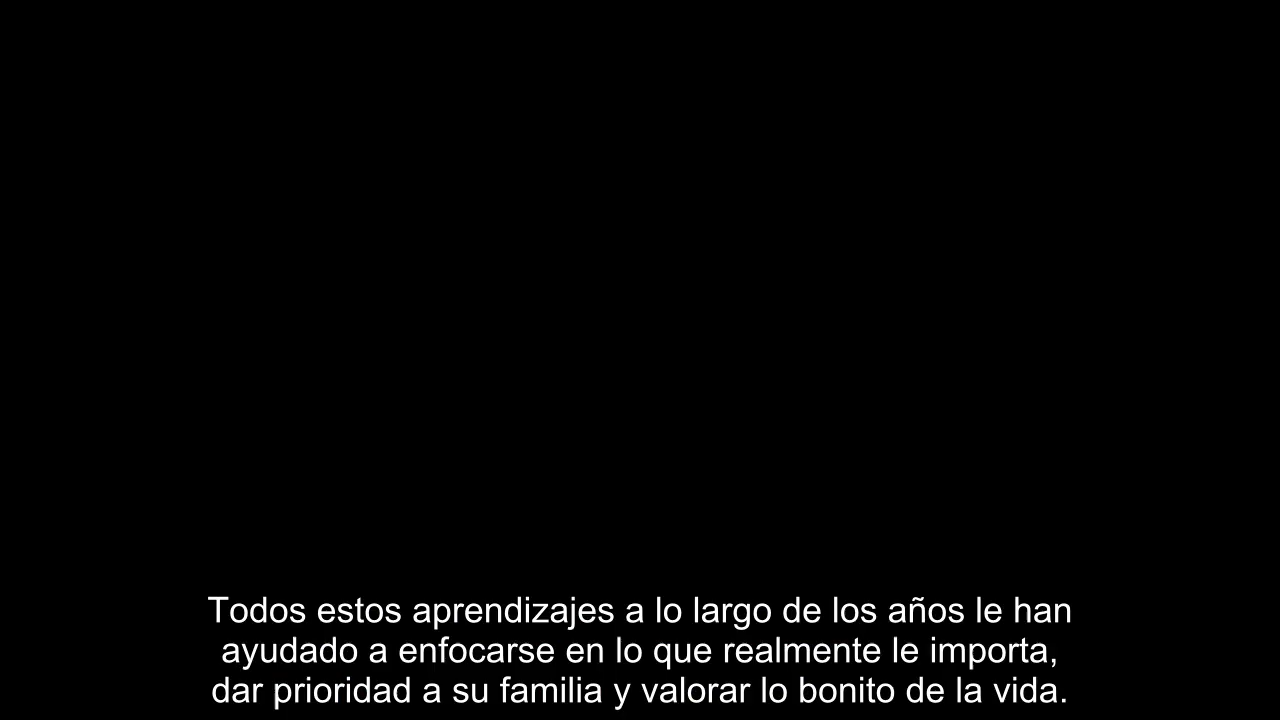 Todos estos aprendizajes a lo largo de los años le han
ayudado a enfocarse en lo que realmente le importa,
dar prioridad a su familia y valorar lo bonito de la vida.